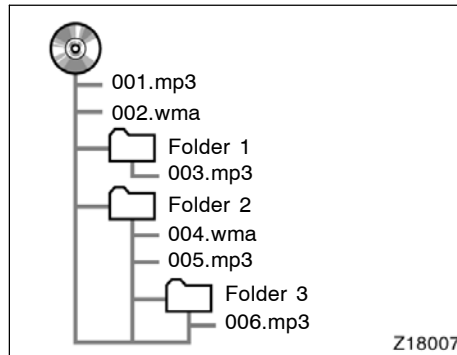 001.mp3
002.wma
Folder 1
003.mp3
Folder 2
004.wma
005.mp3
Folder 3
006.mp3
Z18007